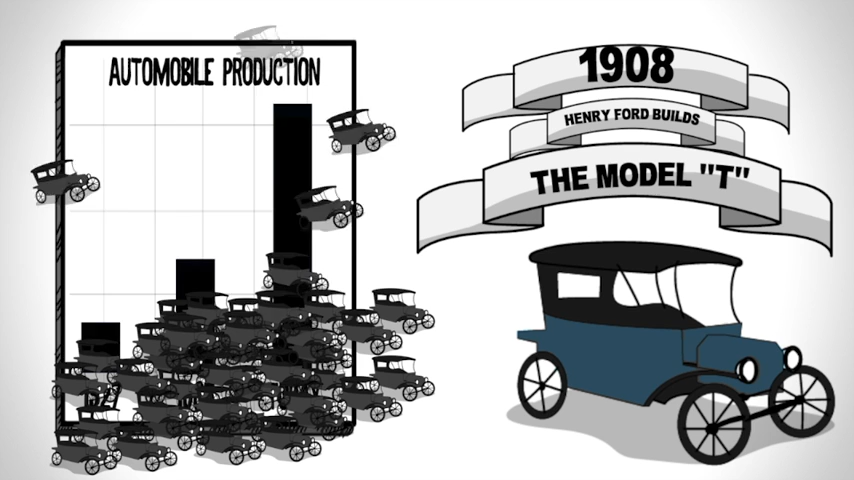 AUTOMOBILE PRODUCTION
1908
HENRY FORD BUILDS
THE MODEL "T"